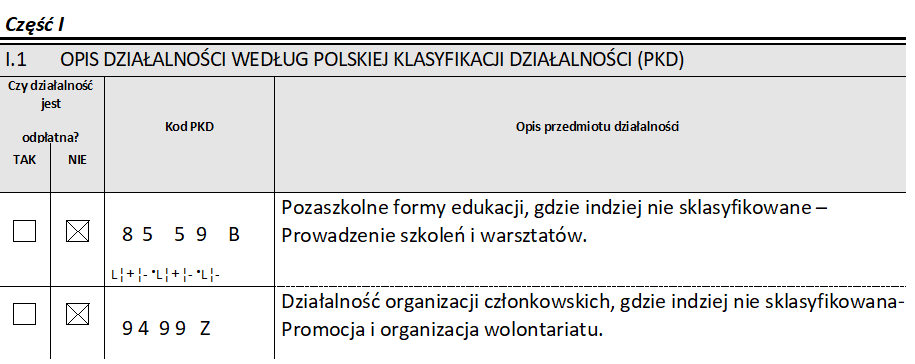 Część I
I.1 OPIS DZIAŁALNOŚCI WEDŁUG POLSKIEJ KLASYFIKACJI DZIAŁALNOŚCI (PKD)
Czy działalność
jest
odpłatna?
Kod PKD
Opis przedmiotu działalności
TAK NIE
Pozaszkolne formy edukacji, gdzie indziej nie sklasyfikowane –
85 59 B Prowadzenie szkoleń i warsztatów.
└¦+¦- *└¦+¦- *└¦-
Działalność organizacji członkowskich, gdzie indziej nie sklasyfikowana-
94 99 Z Promocja i organizacja wolontariatu.